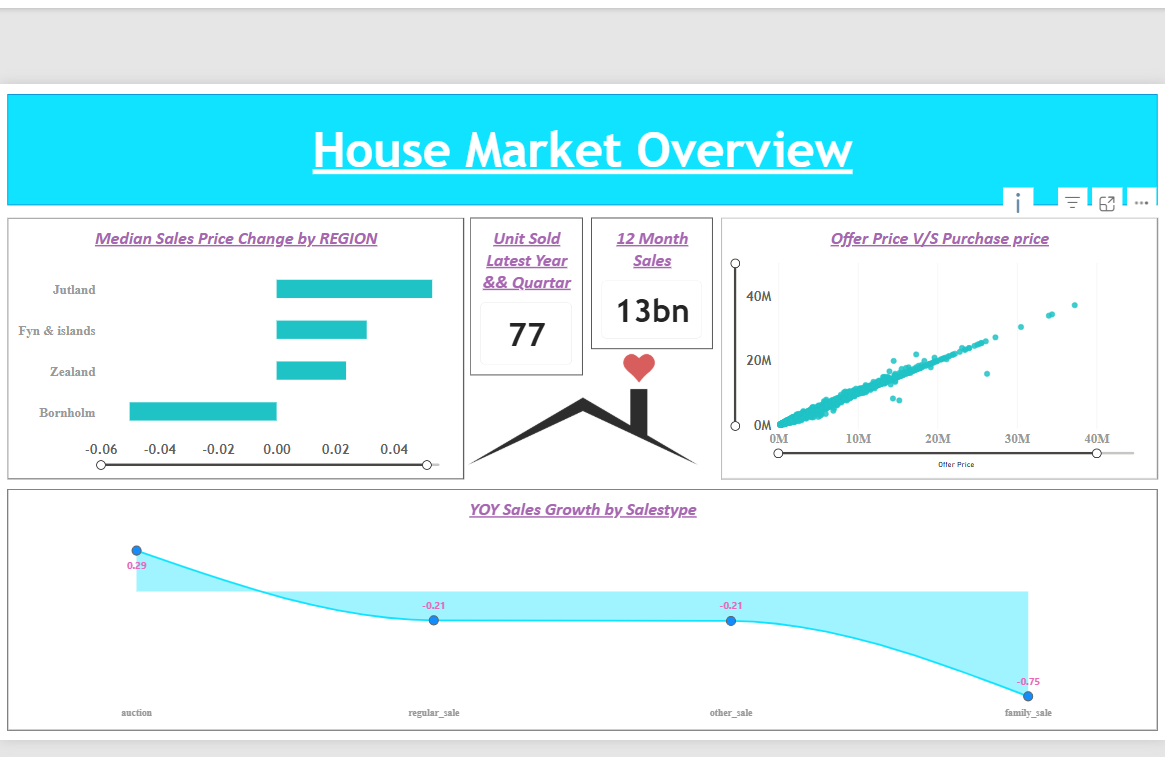 House Market Overview
Median Sales Price Change by REGION
Jutland
Fyn & islands
Zealand
Bornholm
-0.06 -0.04 -0.02 0.00 0.02 0.04
Unit Sold
Latest Year
&& Quartar
77
12 Month
Sales
13bn
Offer Price V/S Purchase price
40M
20M
0M
0M 10M 20M 30M 40M
Offer Price
YOY Sales Growth by Salestype
0.29
-0.21
-0.21
-0.75
auction regular_sale other_sale family_sale